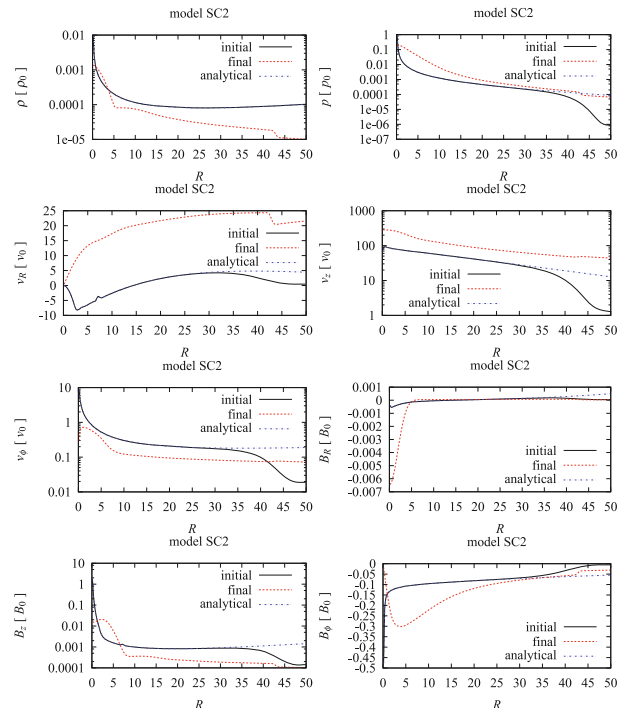 model SC2
0.01
0.001
0.0001
1e-05
ρ [ ρ0 ]
initial
final
analytical
0 5 10 15 20 25 30 35 40 45 50
R
model SC2
1
0.1
0.01
0.001
0.0001
1e-05
1e-06
1e-07
p [ p0 ]
initial
final
analytical
0 5 10 15 20 25 30 35 40 45 50
R
model SC2
25
20
15
10
5
0
-5
-10
vR [ v0 ]
initial
final
analytical
0 5 10 15 20 25 30 35 40 45 50
R
model SC2
1000
100
10
1
vz [ v0 ]
initial
final
analytical
0 5 10 15 20 25 30 35 40 45 50
R
model SC2
10
1
0.1
0.01
vϕ [ v0 ]
initial
final
analytical
0 5 10 15 20 25 30 35 40 45 50
R
model SC2
0.001
0
-0.001
-0.002
-0.003
-0.004
-0.005
-0.006
-0.007
BR [ B0 ]
initial
final
analytical
0 5 10 15 20 25 30 35 40 45 50
R
model SC2
10
1
0.1
0.01
0.001
0.0001
Bz [ B0 ]
initial
final
analytical
0 5 10 15 20 25 30 35 40 45 50
R
model SC2
0
-0.05
-0.1
-0.15
-0.2
-0.25
-0.3
-0.35
-0.4
-0.45
-0.5
Bϕ [ B0 ]
initial
final
analytical
0 5 10 15 20 25 30 35 40 45 50
R